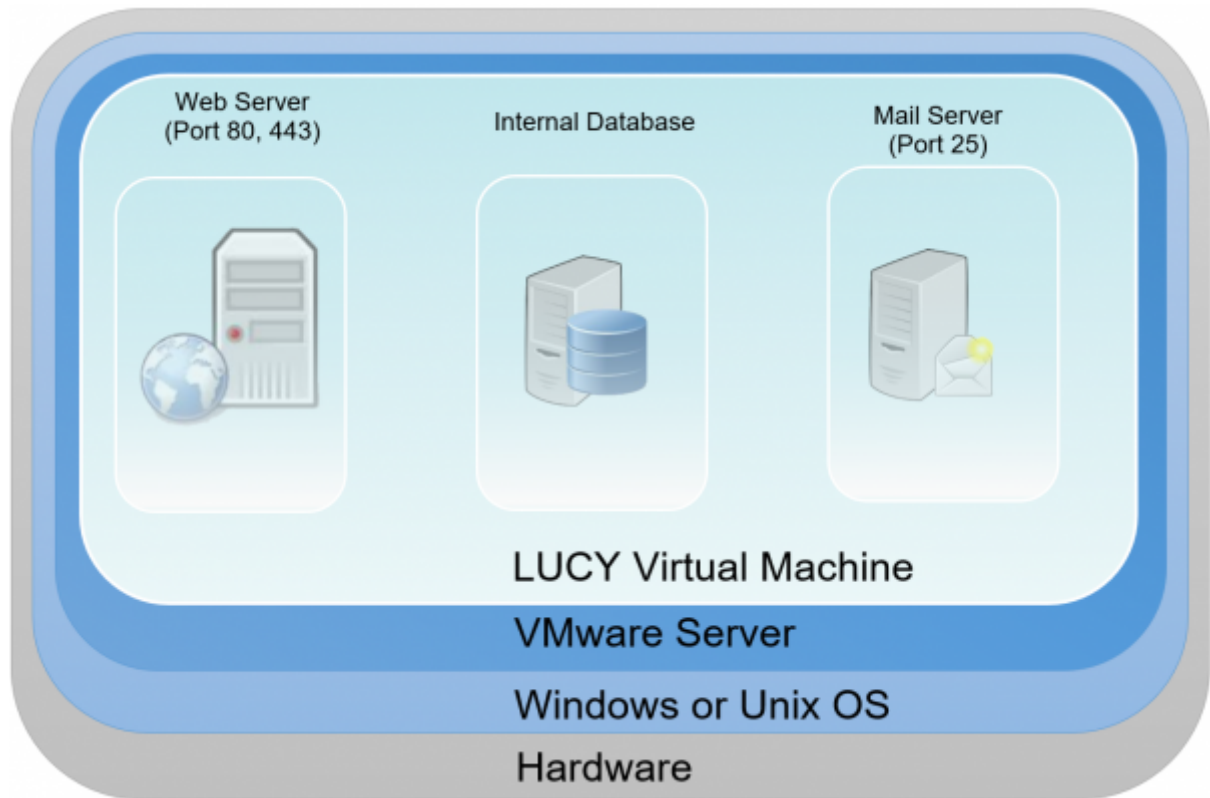 Web Server
(Port 80, 443)
Internal Database
Mail Server
(Port 25)
LUCY Virtual Machine
VMware Server
Windows or Unix OS
Hardware